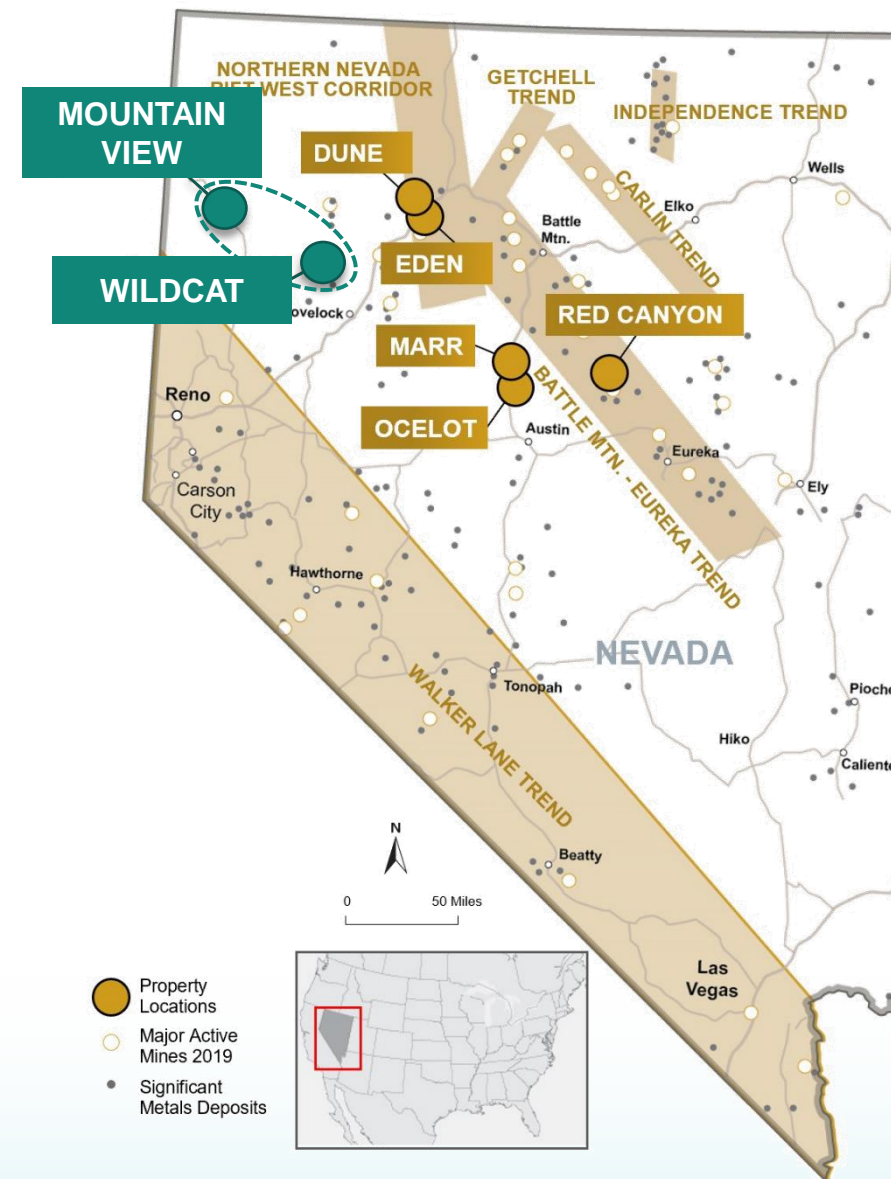 NORTHERN NEVADA
RIFT WEST CORRIDOR
GETCHELL
TREND
INDEPENDENCE TREND
MOUNTAIN
VIEW
DUNE
CARLIN TREND
Wells
Elko
Battle
Mtn.
EDEN
WILDCAT
ovelock
RED CANYON
MARR
OCELOT
BATTLE MTN. - EUREKA TREND
Reno
Austin
Eureka
Ely
Carson
City
Hawthorne
NEVADA
Tonopah
WALKER LANE TREND
Pioche
Hiko
Caliente
N
Beatty
0 50 Miles
Las
Vegas
Property
Locations
Major Active
Mines 2019
Significant
Metals Deposits